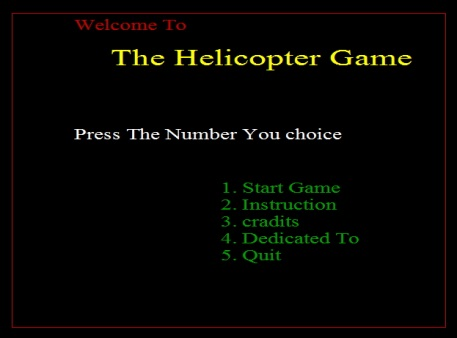 Welcome To
The Helicopter Game
Press The Number You choice
1. Start Game
2. Instruction
3. cradits
4. Dedicated To
5. Quit